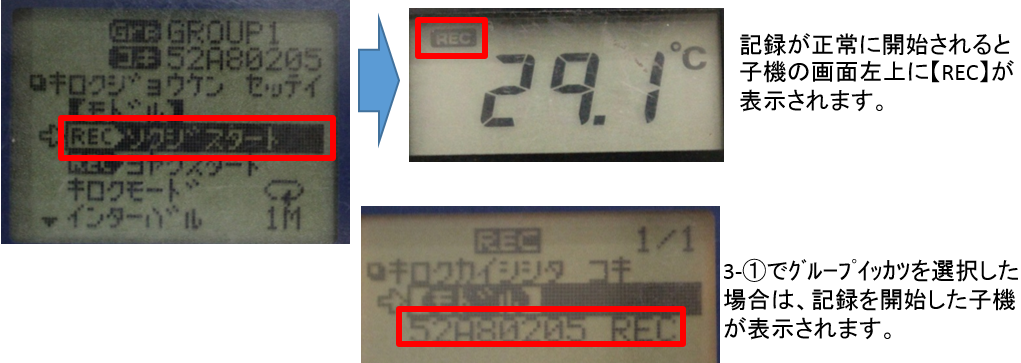 GRP GROUP1
コキ 52A80205
キロクジョウケン セッテイ
【モドル】
REC ソクジスタート
REC ヨヤクスタート
キロクモード
インターバル 1M
REC
29.1℃
記録が正常に開始されると
子機の画面左上に【REC】が
表示されます。
REC 1/1
キロクカイシシタ コキ
【モドル】
52A80205 REC
3-①でｸﾞﾙｰﾌﾟｲｯｶﾂを選択した
場合は、記録を開始した子機
が表示されます。